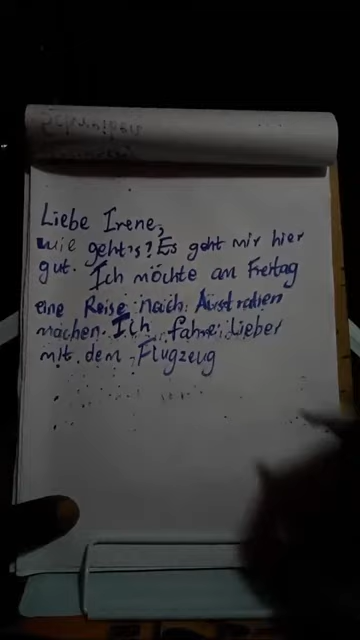 Schreiben
Liebe Irene,
wie geht's? Es geht mir hier
gut. Ich möchte am Freitag
eine Reise nach Australien
machen. Ich fahre lieber
mit dem Flugzeug